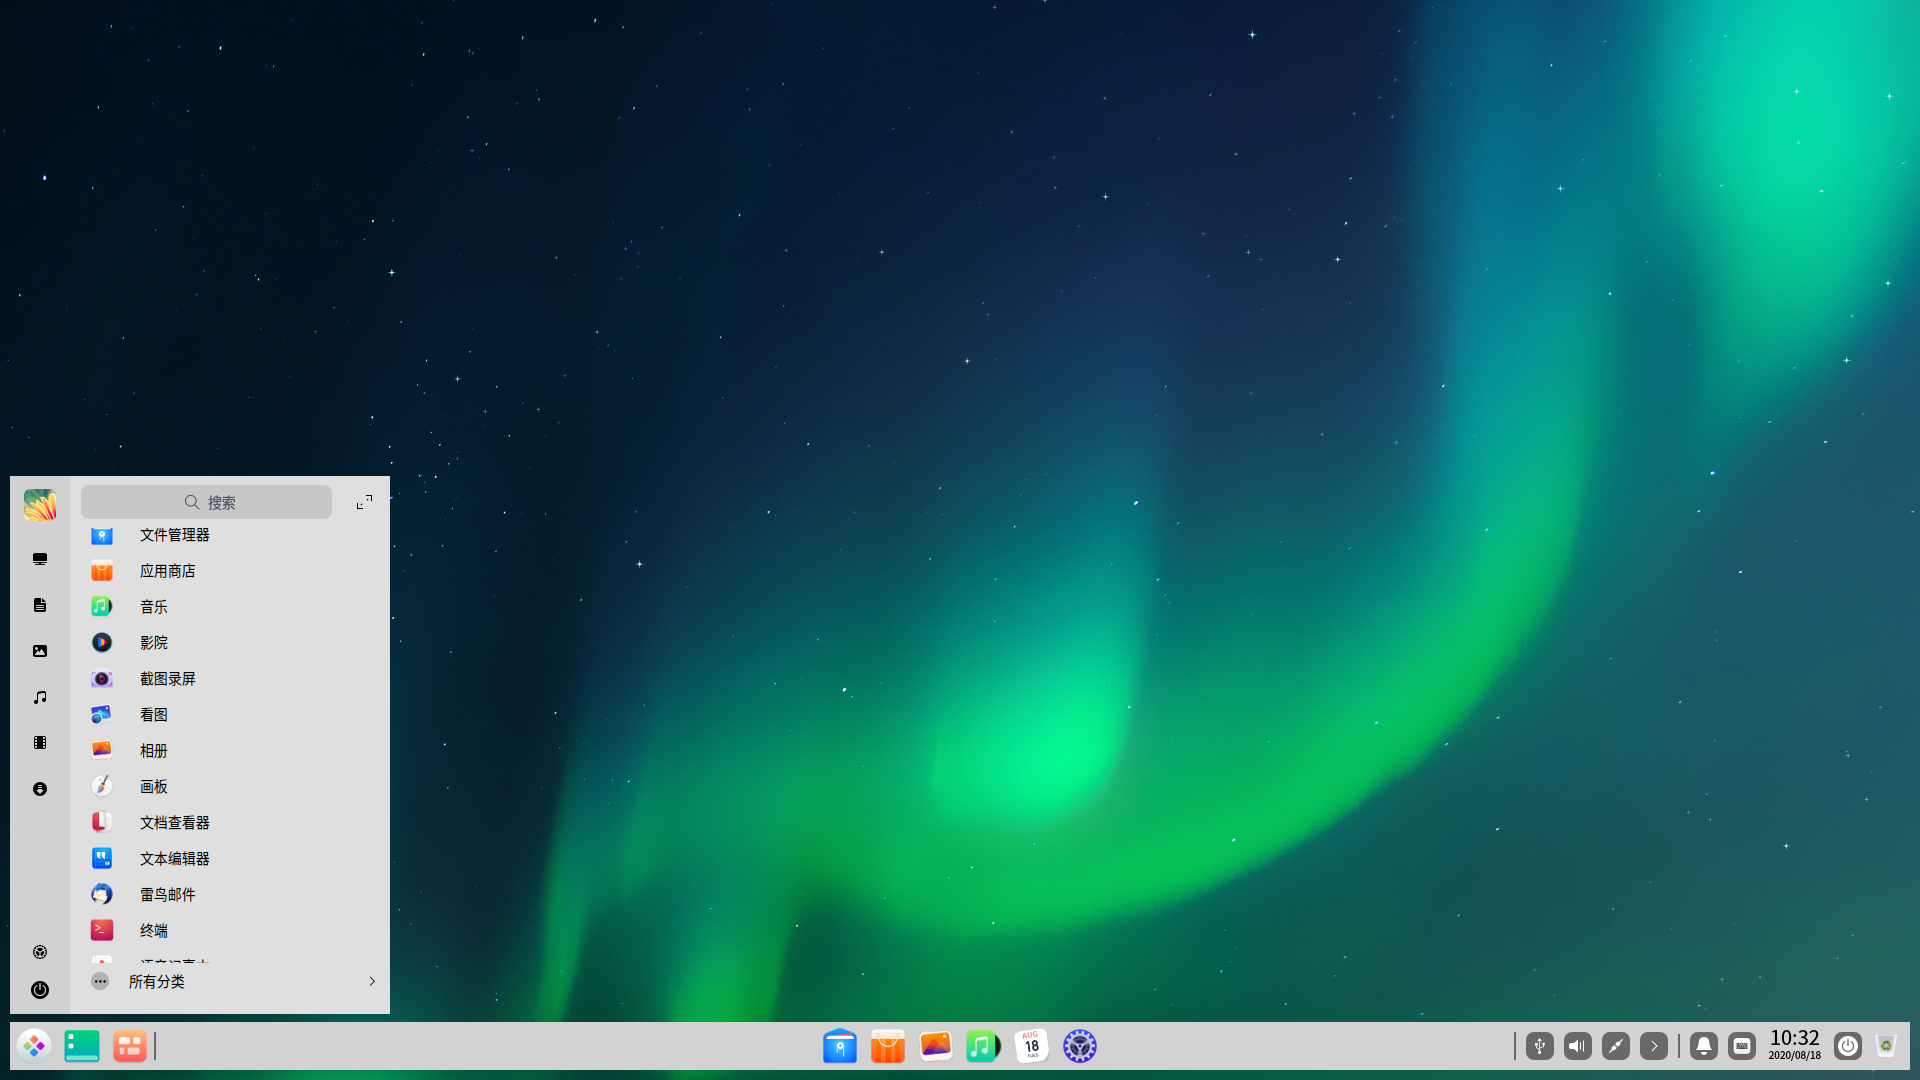 搜索
文件管理器
应用商店
音乐
影院
截图录屏
看图
相册
画板
文档查看器
文本编辑器
雷鸟邮件
终端
所有分类
AUG
18
TUES
10:32
2020/08/18